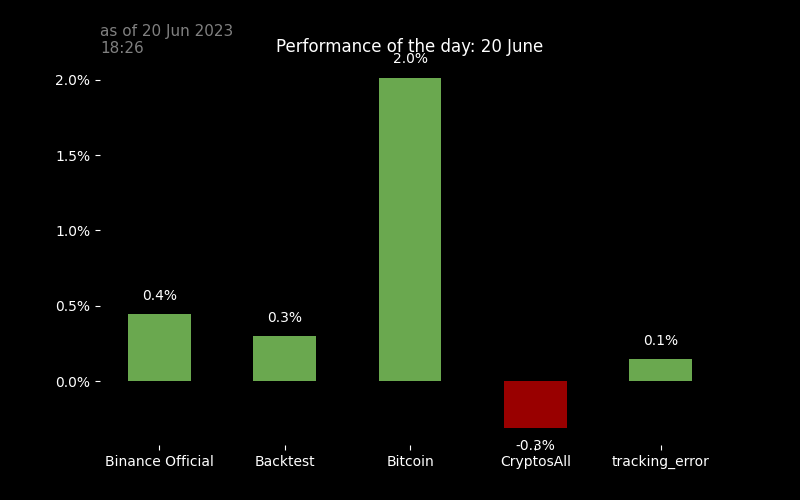 as of 20 Jun 2023
18:26
Performance of the day: 20 June
2.0%
2.0%
1.5%
1.0%
0.5%
0.0%
0.4%
0.3%
-0.3%
0.1%
Binance Official
Backtest
Bitcoin
CryptosAll
tracking_error